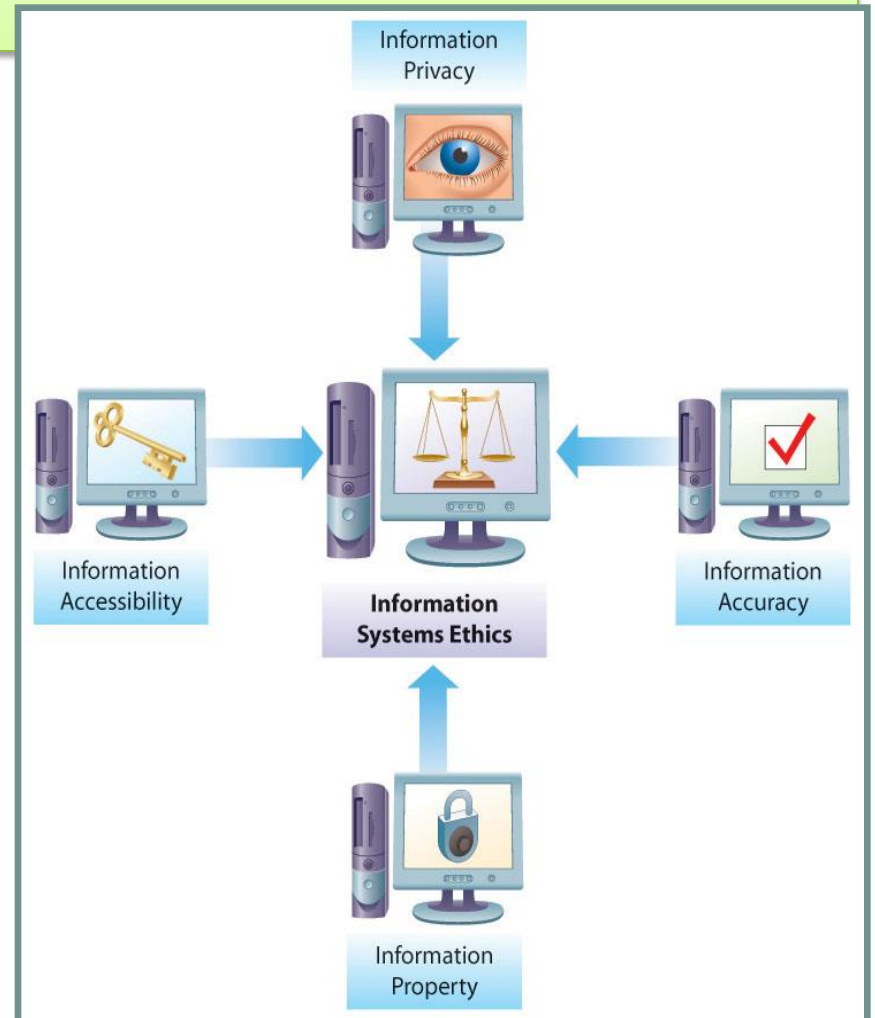 Information
Privacy
Information
Accessibility
Information
Systems Ethics
Information
Accuracy
Information
Property